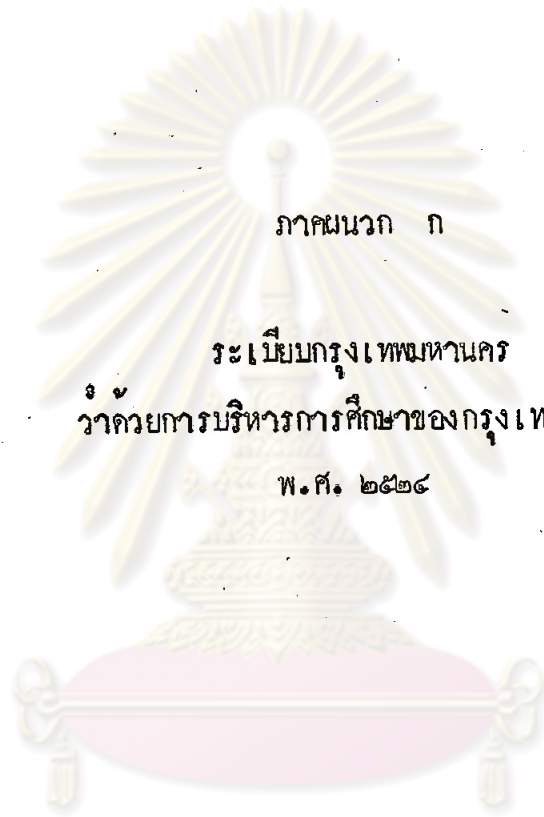 ภาคผนวก ก
ระเบียบกรุงเทพมหานคร
ว่าด้วยการบริหารการศึกษาของกรุงเท
พ.ศ. ๒๕๒๔